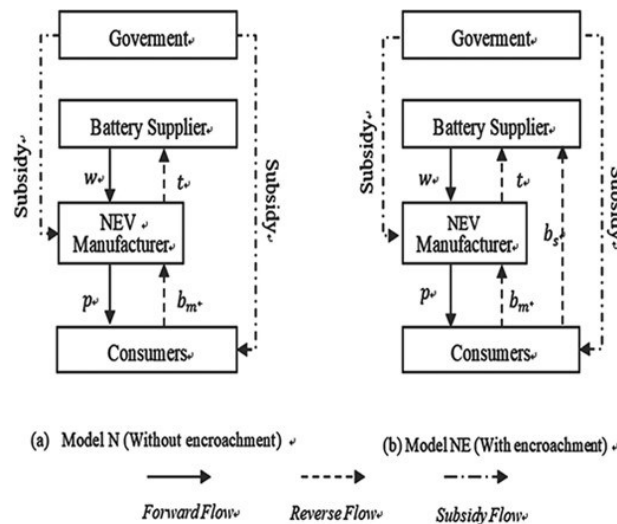 Goverment
Battery Supplier
Subsidy
Subsidy
w
t
NEV
Manufacturer
p
b_m
Consumers
(a) Model N (Without encroachment)
Goverment
Battery Supplier
Subsidy
Subsidy
w
t
b_s
NEV
Manufacturer
p
b_m
Consumers
(b) Model NE (With encroachment)
Forward Flow
Reverse Flow
Subsidy Flow